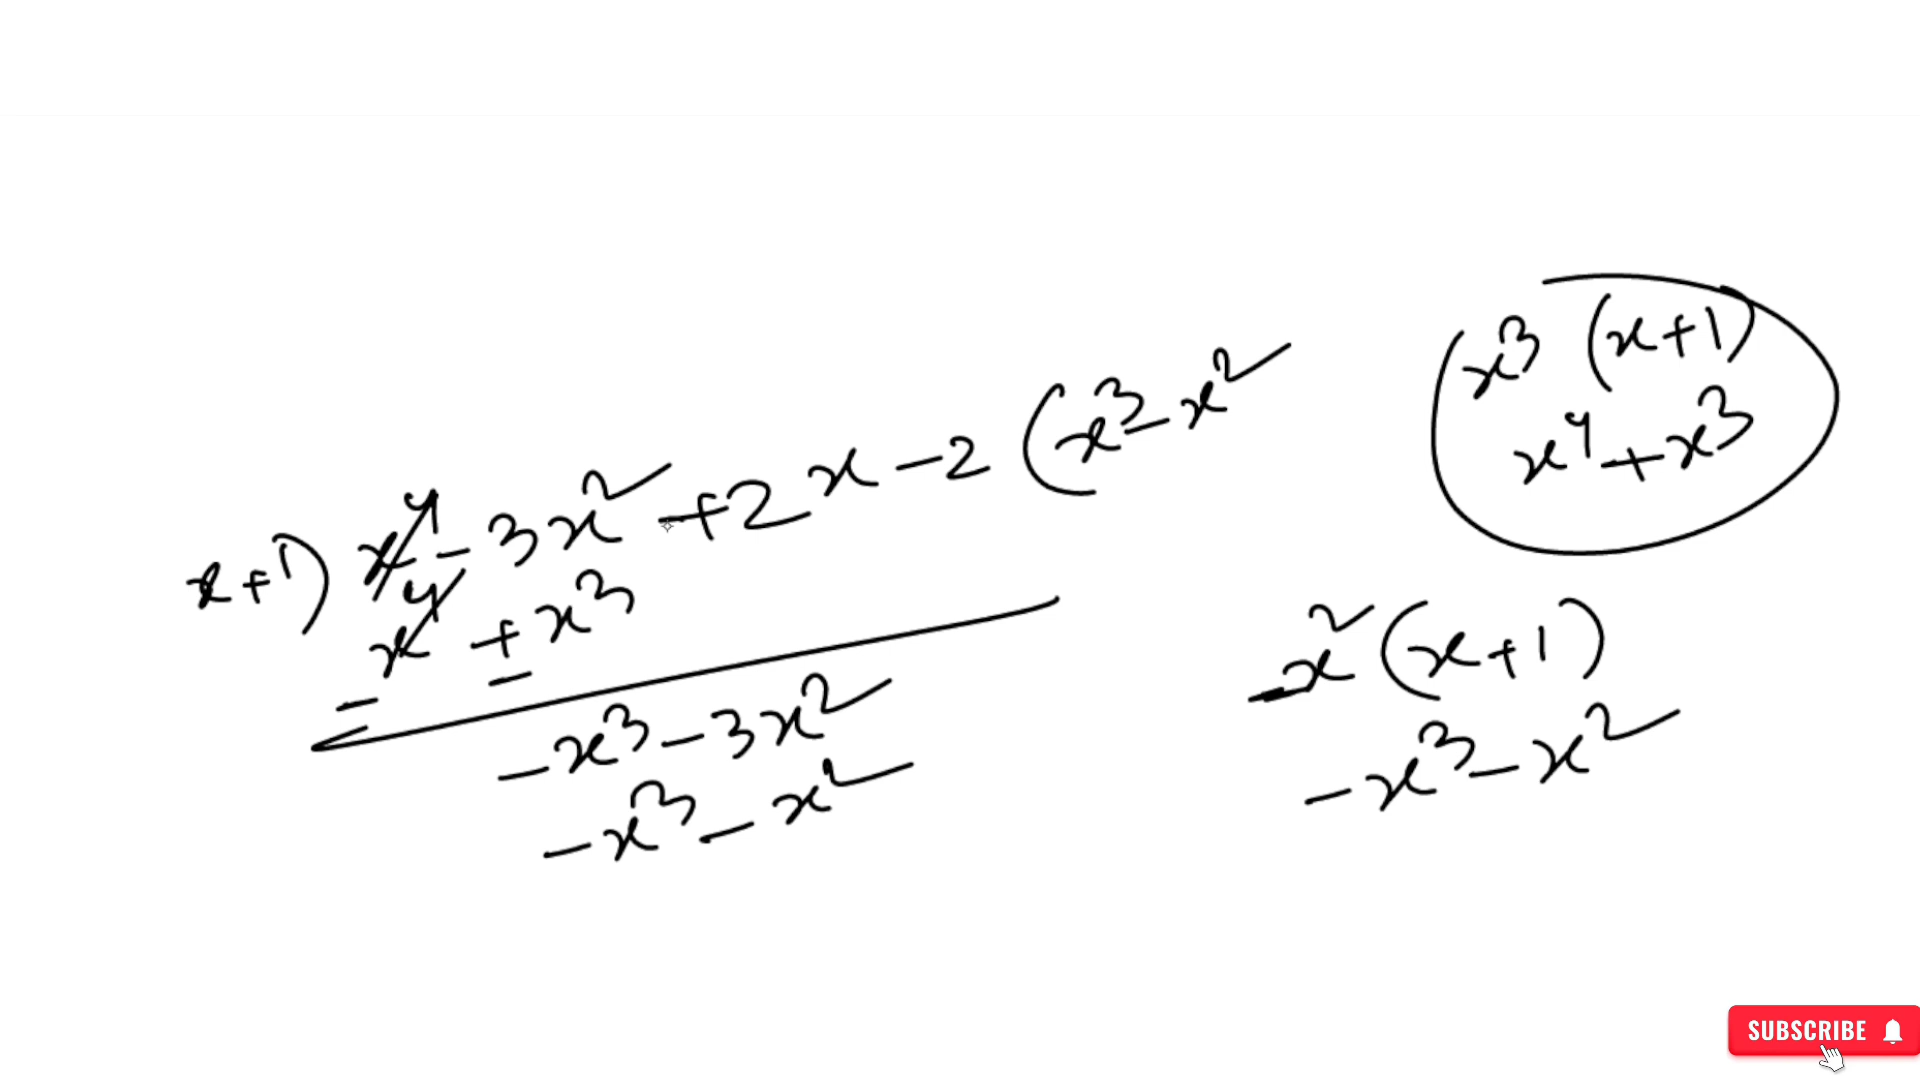 x+1) x⁴ - 3x² + 2x - 2 (x³ - x²
x⁴ + x³
- -
-x³ - 3x²
-x³ - x²
x³ (x+1)
x⁴ + x³
-x² (x+1)
-x³ - x²
SUBSCRIBE